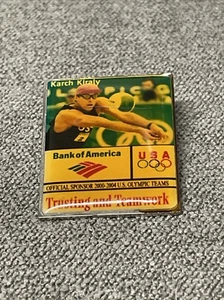 Karch Kiraly
Bank of America
USA
OFFICIAL SPONSOR 2000-2004 U.S. OLYMPIC TEAMS
Trusting and Teamwork